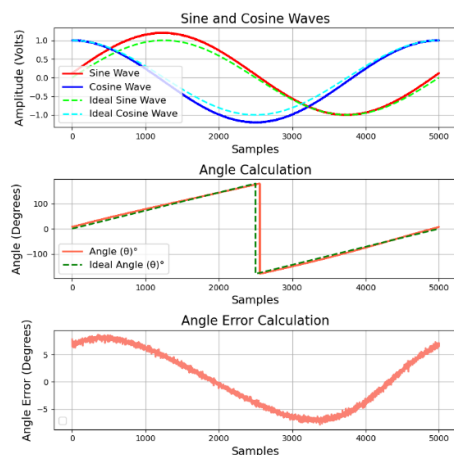 Sine and Cosine Waves
Amplitude (Volts)
1.0
0.5
0.0
−0.5
−1.0
Sine Wave
Cosine Wave
Ideal Sine Wave
Ideal Cosine Wave
0 1000 2000 3000 4000 5000
Samples
Angle Calculation
Angle (Degrees)
100
0
−100
Angle (θ)°
Ideal Angle (θ)°
0 1000 2000 3000 4000 5000
Samples
Angle Error Calculation
Angle Error (Degrees)
5
0
−5
0 1000 2000 3000 4000 5000
Samples